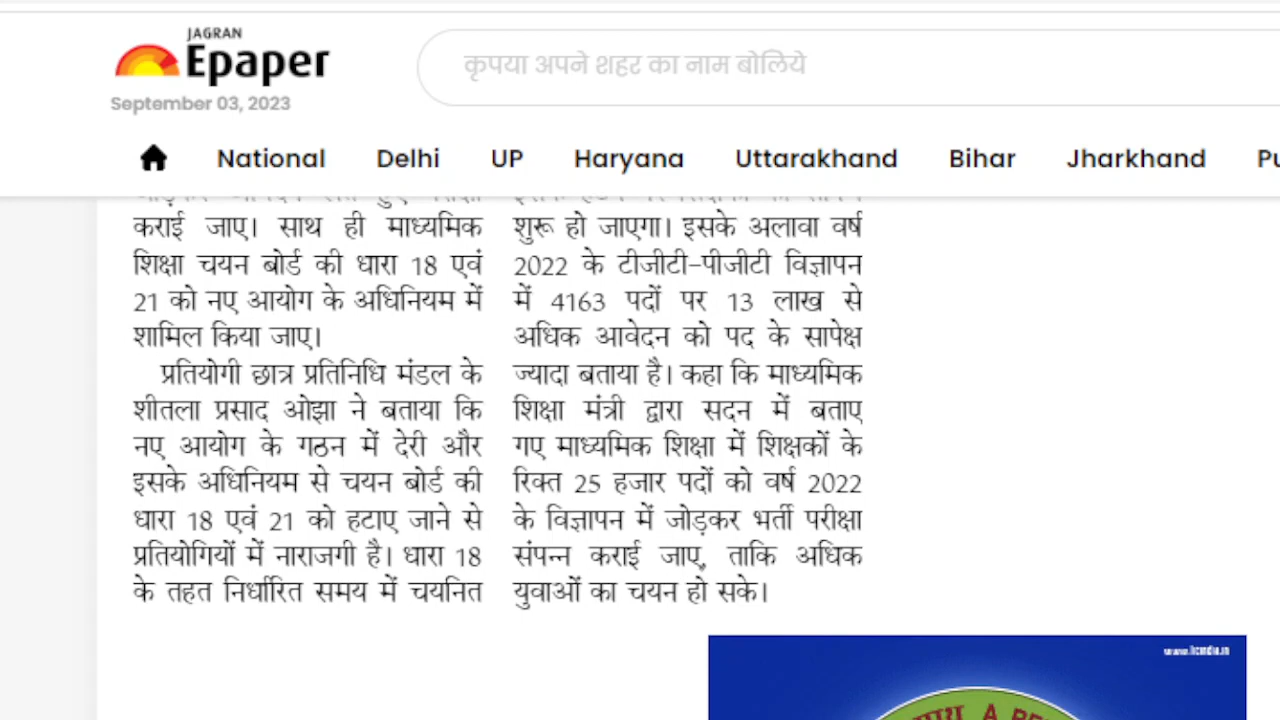 JAGRAN
Epaper
September 03, 2023
कृपया अपने शहर का नाम बोलिये
National Delhi UP Haryana Uttarakhand Bihar Jharkhand
कराई जाए। साथ ही माध्यमिक
शिक्षा चयन बोर्ड की धारा 18 एवं
21 को नए आयोग के अधिनियम में
शामिल किया जाए।
प्रतियोगी छात्र प्रतिनिधि मंडल के
शीतला प्रसाद ओझा ने बताया कि
नए आयोग के गठन में देरी और
इसके अधिनियम से चयन बोर्ड की
धारा 18 एवं 21 को हटाए जाने से
प्रतियोगियों में नाराजगी है। धारा 18
के तहत निर्धारित समय में चयनित
शुरू हो जाएगा। इसके अलावा वर्ष
2022 के टीजीटी-पीजीटी विज्ञापन
में 4163 पदों पर 13 लाख से
अधिक आवेदन को पद के सापेक्ष
ज्यादा बताया है। कहा कि माध्यमिक
शिक्षा मंत्री द्वारा सदन में बताए
गए माध्यमिक शिक्षा में शिक्षकों के
रिक्त 25 हजार पदों को वर्ष 2022
के विज्ञापन में जोड़कर भर्ती परीक्षा
संपन्न कराई जाए, ताकि अधिक
युवाओं का चयन हो सके।